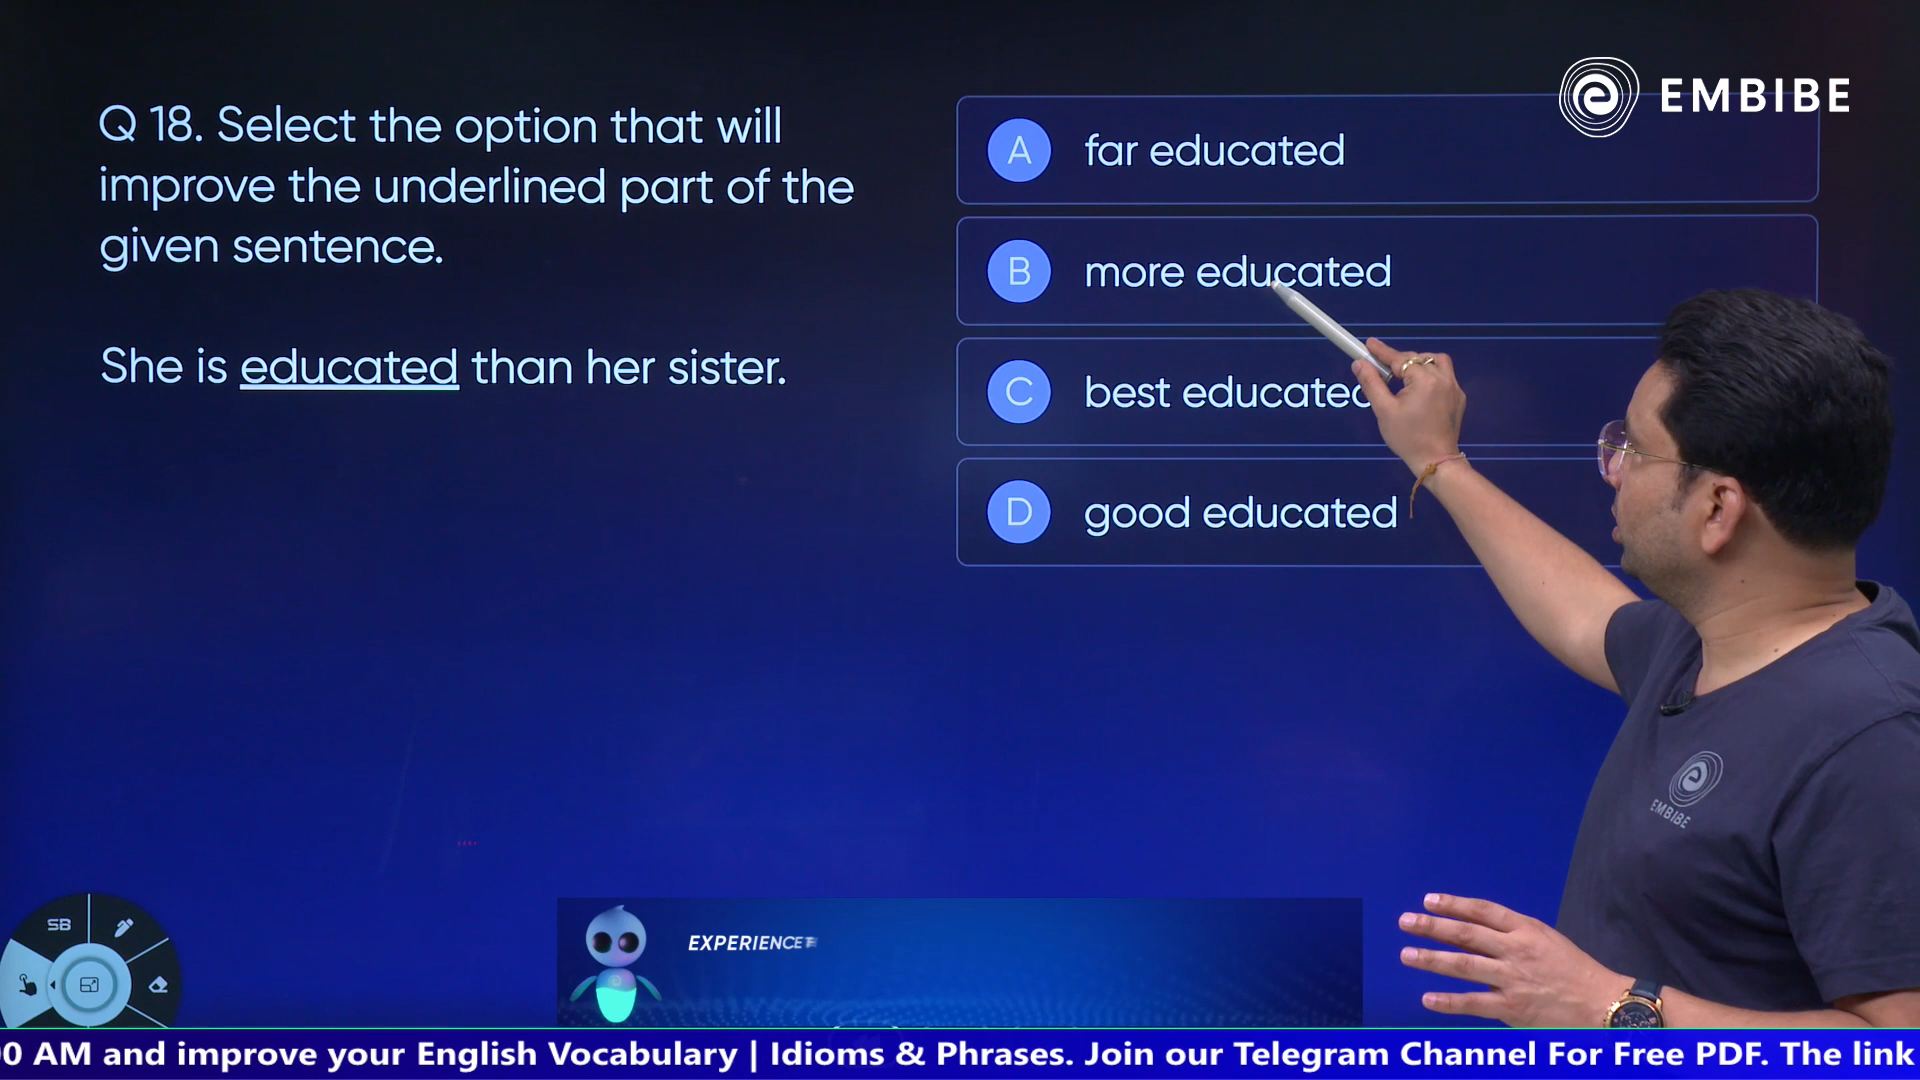 EMBIBE
Q 18. Select the option that will
improve the underlined part of the
given sentence.
She is educated than her sister.
A far educated
B more educated
C best educated
D good educated
EMBIBE
SB
EXPERIENCE
00 AM and improve your English Vocabulary | Idioms & Phrases. Join our Telegram Channel For Free PDF. The link